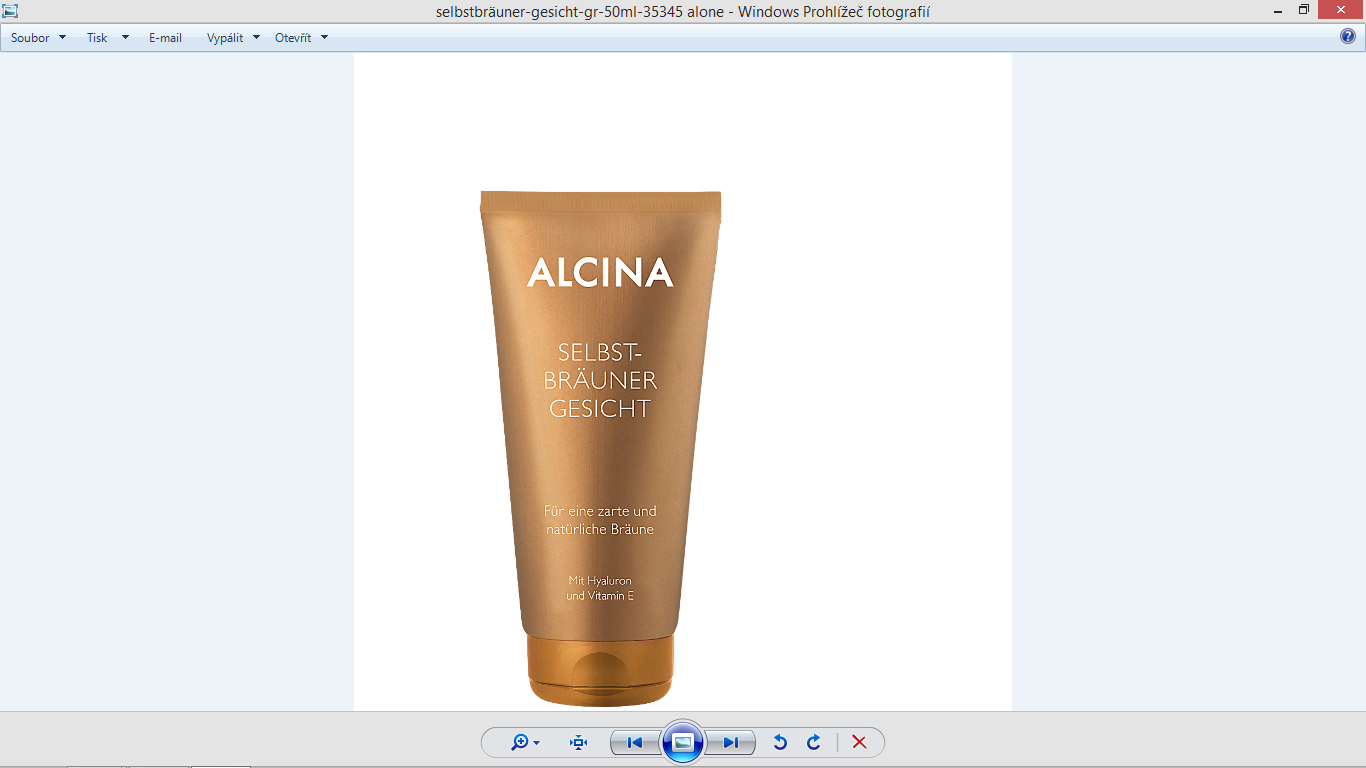 selbstbräuner-gesicht-gr-50ml-35345 alone - Windows Prohlížeč fotografií
Soubor Tisk E-mail Vypálit Otevřít
ALCINA
SELBST-
BRÄUNER
GESICHT
Für eine zarte und
natürliche Bräune
Mit Hyaluron
und Vitamin E